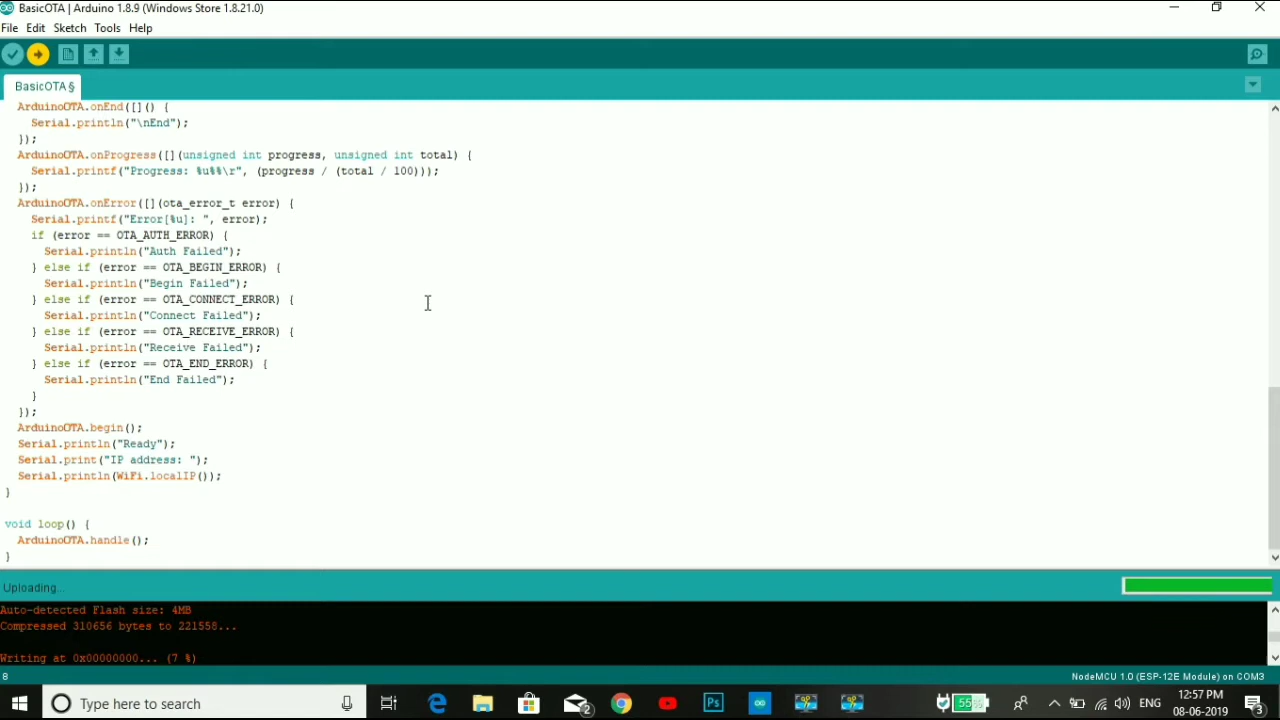 BasicOTA | Arduino 1.8.9 (Windows Store 1.8.21.0)
File Edit Sketch Tools Help
BasicOTA §
ArduinoOTA.onEnd([]() {
Serial.println("\nEnd");
});
ArduinoOTA.onProgress([](unsigned int progress, unsigned int total) {
Serial.printf("Progress: %u%%\r", (progress / (total / 100)));
});
ArduinoOTA.onError([](ota_error_t error) {
Serial.printf("Error[%u]: ", error);
if (error == OTA_AUTH_ERROR) {
Serial.println("Auth Failed");
} else if (error == OTA_BEGIN_ERROR) {
Serial.println("Begin Failed");
} else if (error == OTA_CONNECT_ERROR) {
Serial.println("Connect Failed");
} else if (error == OTA_RECEIVE_ERROR) {
Serial.println("Receive Failed");
} else if (error == OTA_END_ERROR) {
Serial.println("End Failed");
}
});
ArduinoOTA.begin();
Serial.println("Ready");
Serial.print("IP address: ");
Serial.println(WiFi.localIP());
}
void loop() {
ArduinoOTA.handle();
}
Uploading...
Auto-detected Flash size: 4MB
Compressed 310656 bytes to 221558...
Writing at 0x00000000... (7 %)
8 NodeMCU 1.0 (ESP-12E Module) on COM3
Type here to search
2
Ps
55%
ENG
12:57 PM
08-06-2019
3